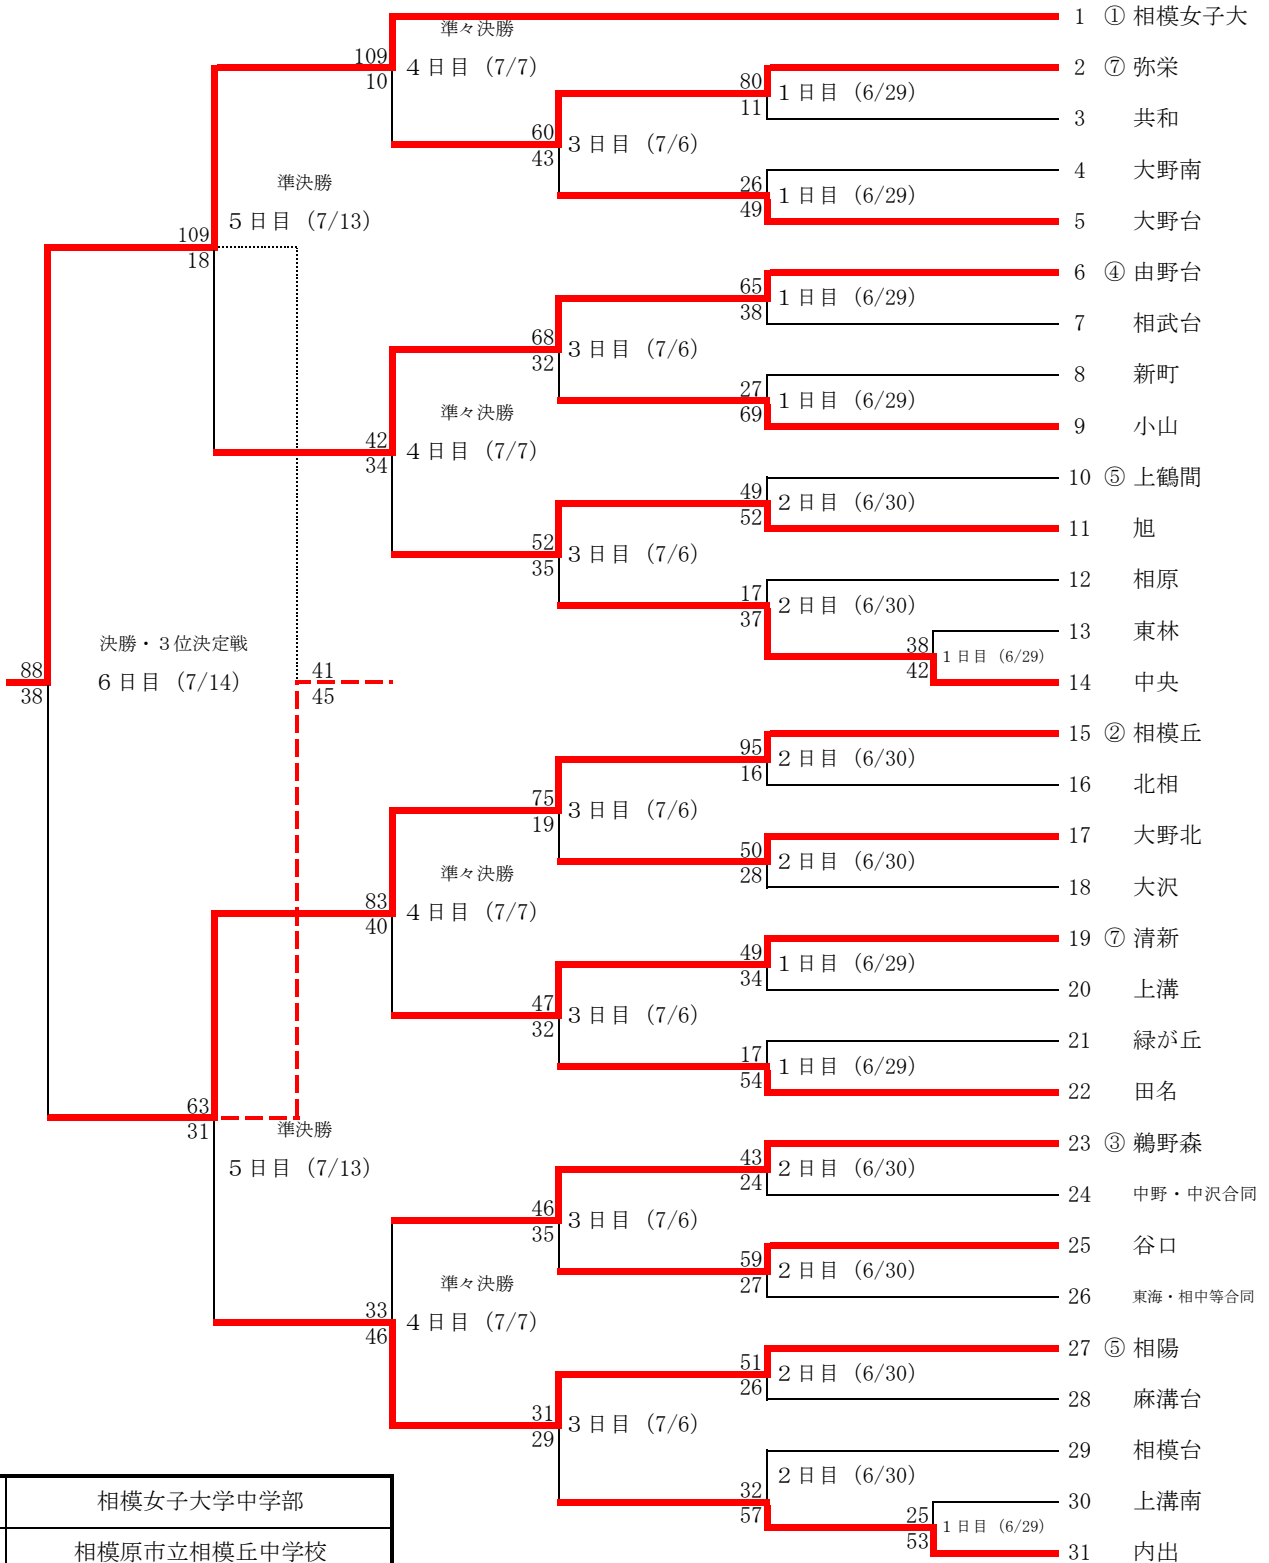 1 ① 相模女子大
準々決勝
109
4日目 (7/7)
10
2 ⑦ 弥栄
80
1日目 (6/29)
11
3 共和
60
3日目 (7/6)
43
4 大野南
26
1日目 (6/29)
49
5 大野台
準決勝
5日目 (7/13)
109
18
6 ④ 由野台
65
1日目 (6/29)
38
7 相武台
68
3日目 (7/6)
32
8 新町
27
1日目 (6/29)
69
9 小山
準々決勝
42
4日目 (7/7)
34
10 ⑤ 上鶴間
49
2日目 (6/30)
52
11 旭
52
3日目 (7/6)
35
12 相原
17
2日目 (6/30)
37
13 東林
38
1日目 (6/29)
42
14 中央
決勝・3位決定戦
88
6日目 (7/14)
38
41
45
15 ② 相模丘
95
2日目 (6/30)
16
16 北相
75
3日目 (7/6)
19
17 大野北
50
2日目 (6/30)
28
18 大沢
準々決勝
83
4日目 (7/7)
40
19 ⑦ 清新
49
1日目 (6/29)
34
20 上溝
47
3日目 (7/6)
32
21 緑が丘
17
1日目 (6/29)
54
22 田名
63
31
準決勝
5日目 (7/13)
23 ③ 鵜野森
43
2日目 (6/30)
24
24 中野・中沢合同
46
3日目 (7/6)
35
25 谷口
59
2日目 (6/30)
27
26 東海・相中等合同
準々決勝
33
4日目 (7/7)
46
27 ⑤ 相陽
51
2日目 (6/30)
26
28 麻溝台
31
3日目 (7/6)
29
29 相模台
32
2日目 (6/30)
57
30 上溝南
25
1日目 (6/29)
53
31 内出
相模女子大学中学部
相模原市立相模丘中学校